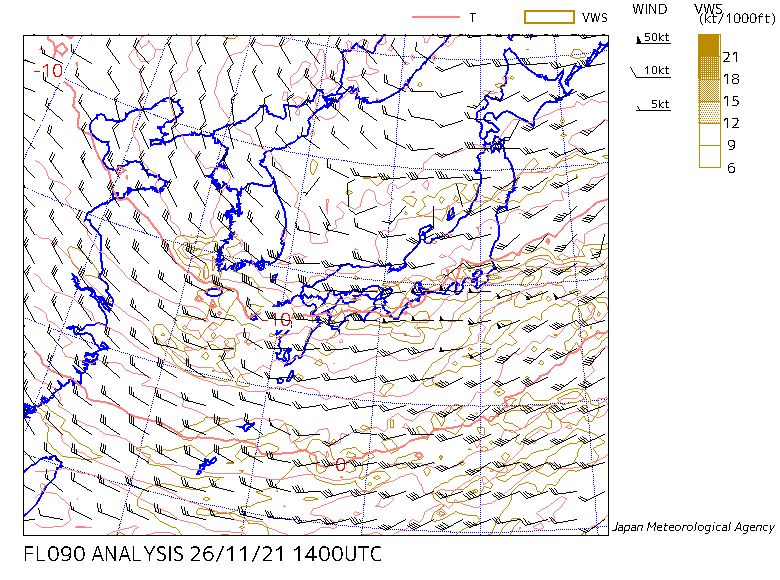 T
VWS
WIND
VWS
(kt/1000ft)
50kt
10kt
5kt
21
18
15
12
9
6
-10
-10
0
Japan Meteorological Agency
FL090 ANALYSIS 26/11/21 1400UTC